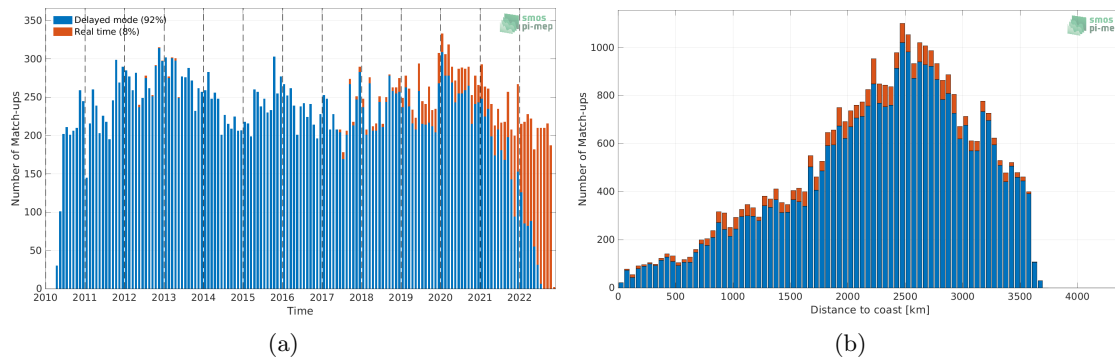 Delayed mode (92%)
Real time (8%)
smos
pi-mep
Number of Match-ups
350
300
250
200
150
100
50
0
2010 2011 2012 2013 2014 2015 2016 2017 2018 2019 2020 2021 2022
Time
(a)
smos
pi-mep
Number of Match-ups
1000
800
600
400
200
0
0 500 1000 1500 2000 2500 3000 3500 4000
Distance to coast [km]
(b)